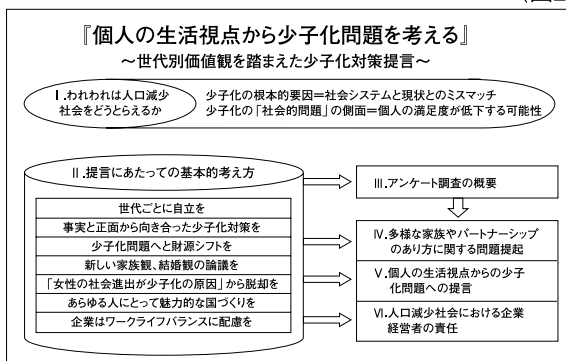 『個人の生活視点から少子化問題を考える』
～世代別価値観を踏まえた少子化対策提言～
Ⅰ.われわれは人口減少
社会をどうとらえるか
少子化の根本的要因＝社会システムと現状とのミスマッチ
少子化の「社会的問題」の側面＝個人の満足度が低下する可能性
Ⅱ.提言にあたっての基本的考え方
世代ごとに自立を
事実と正面から向き合った少子化対策を
少子化問題へと財源シフトを
新しい家族観、結婚観の論議を
「女性の社会進出が少子化の原因」から脱却を
あらゆる人にとって魅力的な国づくりを
企業はワークライフバランスに配慮を
Ⅲ.アンケート調査の概要
Ⅳ.多様な家族やパートナーシップ
のあり方に関する問題提起
Ⅴ.個人の生活視点からの少子
化問題への提言
Ⅵ.人口減少社会における企業
経営者の責任